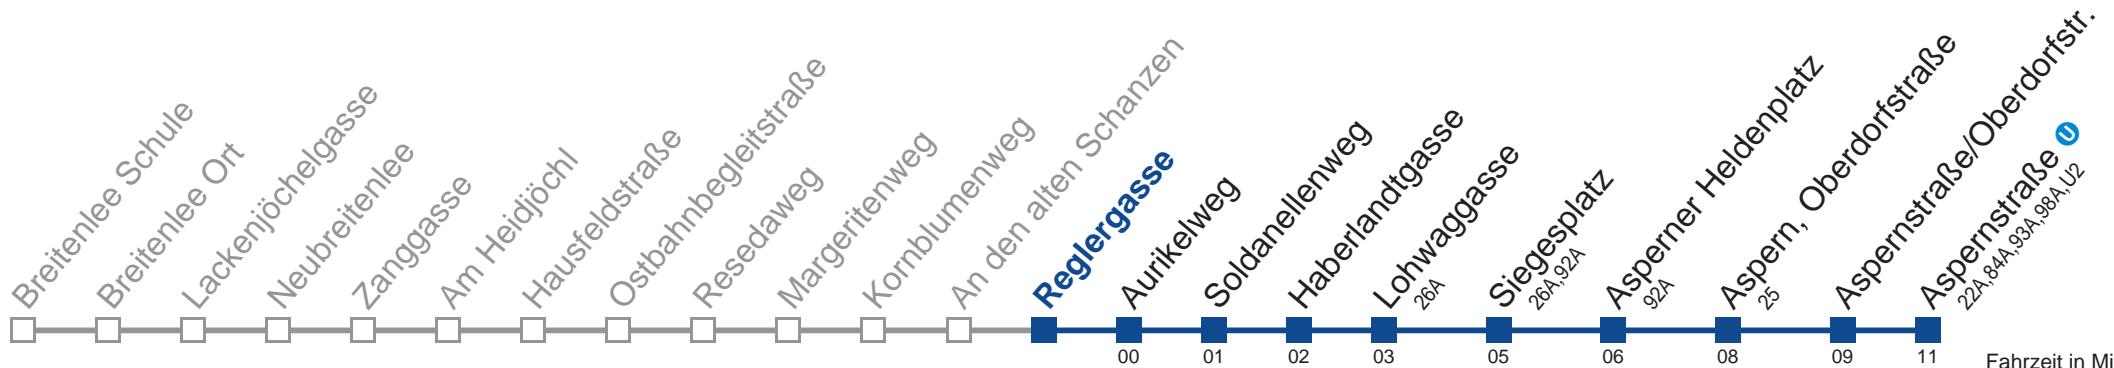 Breitenlee Schule
Breitenlee Ort
Lackenjöchelgasse
Neubreitenlee
Zanggasse
Am Heidjöchl
Hausfeldstraße
Ostbahnbegleitstraße
Resedaweg
Margeritenweg
Kornblumenweg
An den alten Schanzen
Reglergasse
Aurikelweg
Soldanellenweg
Haberlandtgasse
Lohwaggasse
26A
Siegesplatz
26A,92A
Asperner Heldenplatz
92A
Aspern, Oberdorfstraße
25
Aspernstraße/Oberdorfstr.
Aspernstraße U
22A,84A,93A,98A,U2
00 01 02 03 05 06 08 09 11
Fahrzeit in Mi